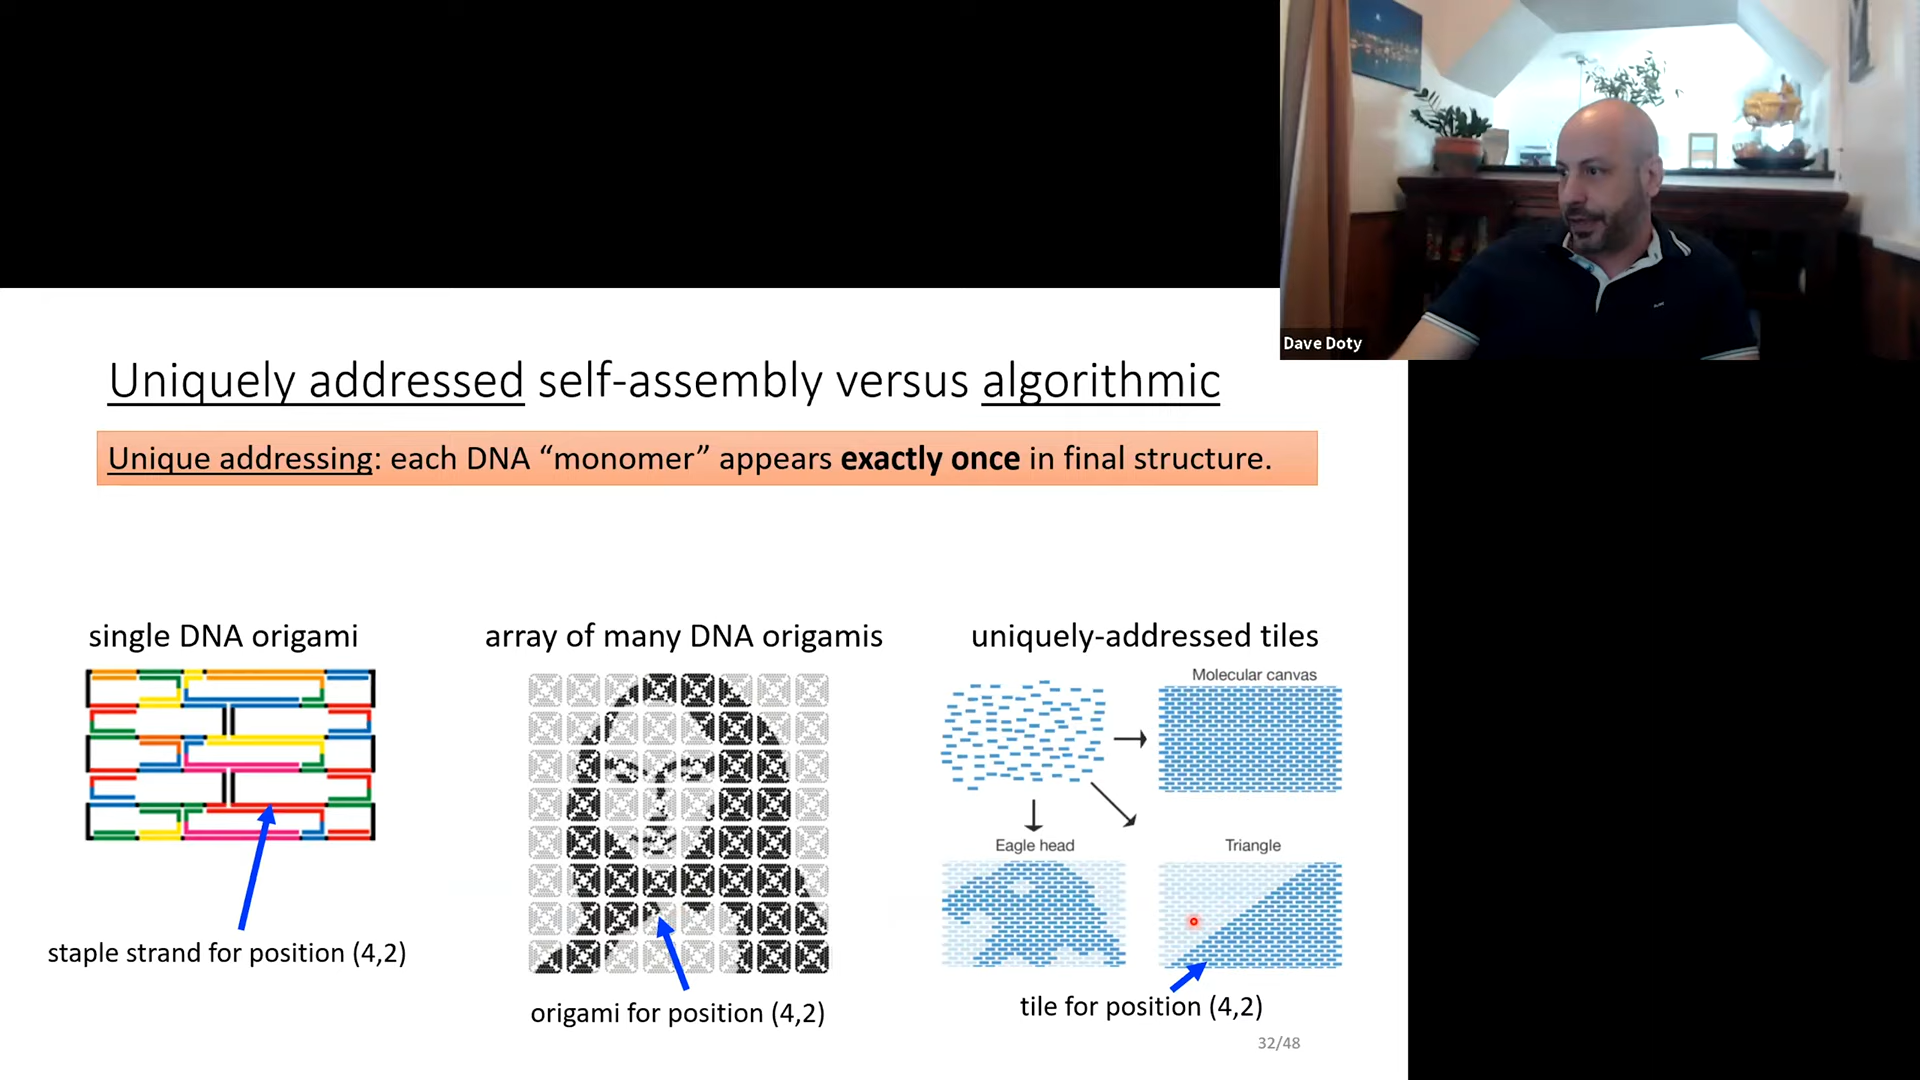 Dave Doty
Uniquely addressed self-assembly versus algorithmic
Unique addressing: each DNA “monomer” appears exactly once in final structure.
single DNA origami
array of many DNA origamis
uniquely-addressed tiles
Molecular canvas
Eagle head
Triangle
staple strand for position (4,2)
origami for position (4,2)
tile for position (4,2)
32/48